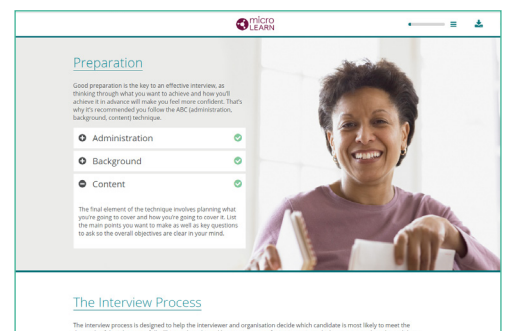 micro
LEARN
Preparation
Good preparation is the key to an effective interview, as
thinking through what you want to achieve and how you'll
achieve it in advance will make you feel more confident. That's
why it's recommended you follow the ABC (administration,
background, content) technique.
Administration
Background
Content
The final element of the technique involves planning what
you're going to cover and how you're going to cover it. List
the main points you want to make as well as key questions
to ask so the overall objectives are clear in your mind.
The Interview Process
The interview process is designed to help the interviewer and organisation decide which candidate is most likely to meet the